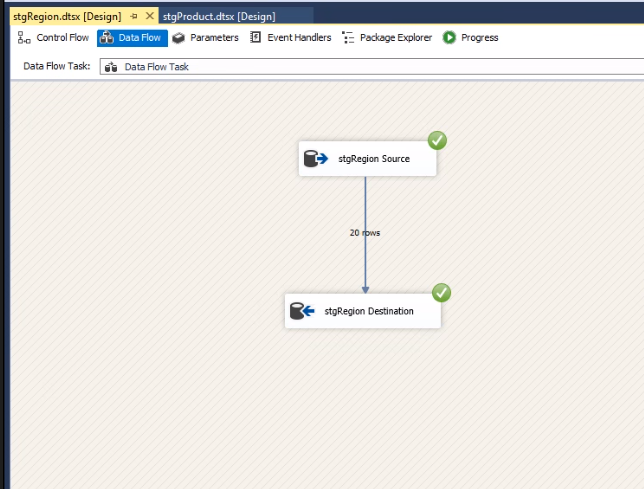 stgRegion.dtsx [Design] stgProduct.dtsx [Design]
Control Flow Data Flow Parameters Event Handlers Package Explorer Progress
Data Flow Task: Data Flow Task
stgRegion Source
20 rows
stgRegion Destination